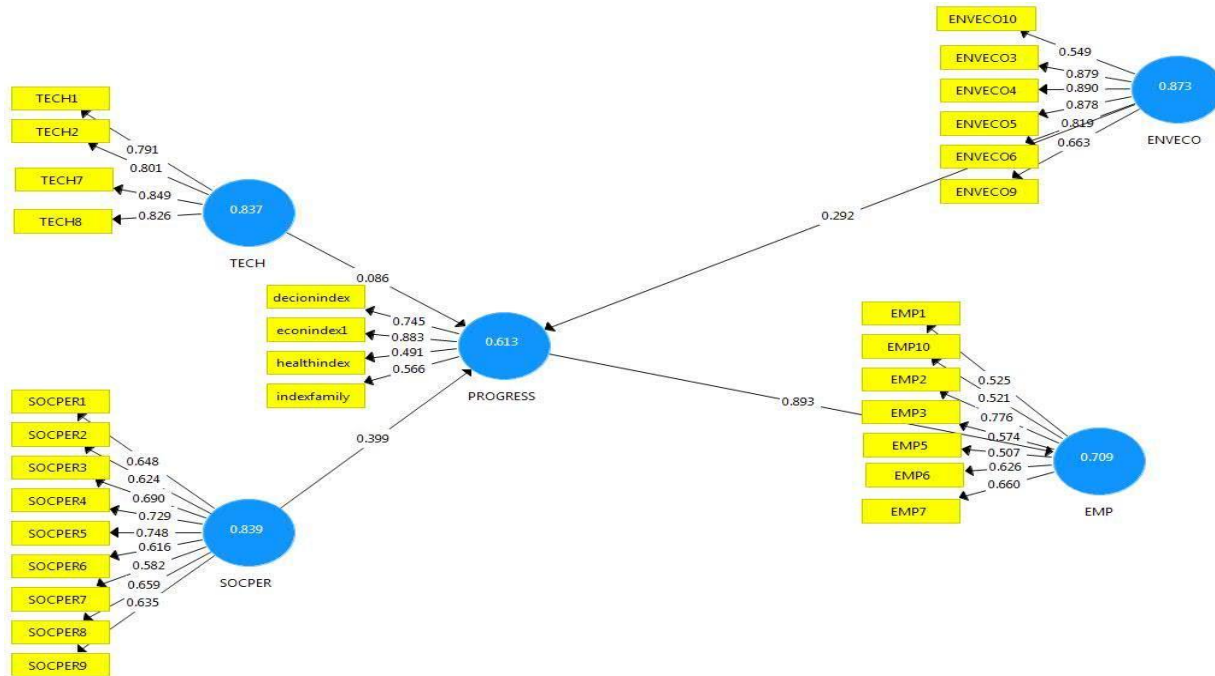 ENVECO10
ENVECO3
ENVECO4
ENVECO5
ENVECO6
ENVECO9
0.549
0.879
0.890
0.878
0.819
0.663
0.873
ENVECO
TECH1
TECH2
TECH7
TECH8
0.791
0.801
0.849
0.826
0.837
TECH
0.086
0.292
decionindex
econindex1
healthindex
indexfamily
0.745
0.883
0.491
0.566
0.613
PROGRESS
0.893
0.399
EMP1
EMP10
EMP2
EMP3
EMP5
EMP6
EMP7
0.525
0.521
0.776
0.574
0.507
0.626
0.660
0.709
EMP
SOCPER1
SOCPER2
SOCPER3
SOCPER4
SOCPER5
SOCPER6
SOCPER7
SOCPER8
SOCPER9
0.648
0.624
0.690
0.729
0.748
0.616
0.582
0.659
0.635
0.839
SOCPER